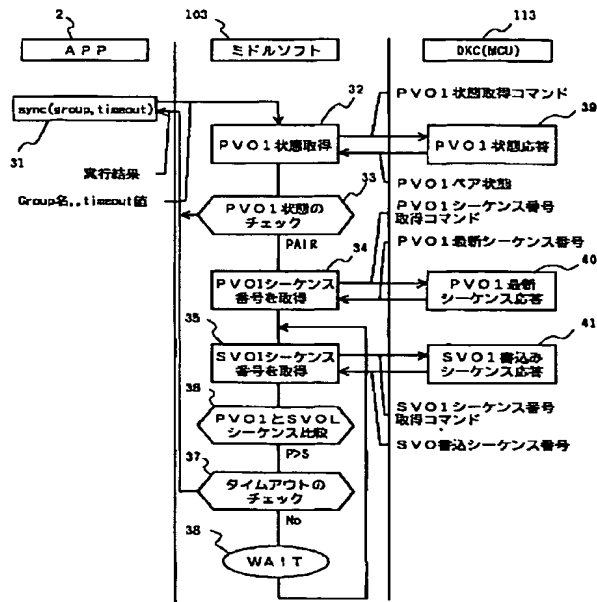 2
APP
103
ミドルソフト
113
DKC(MCU)
sync(group,timeout)
31
実行結果
Group名,,timeout値
32
PVO1状態取得
PVO1状態取得コマンド
39
PVO1状態応答
PVO1ペア状態
33
PVO1状態の
チェック
PAIR
PVO1シーケンス番号
取得コマンド
PVO1最新シーケンス番号
34
PVO1シーケンス
番号を取得
40
PVO1最新
シーケンス応答
35
SVO1シーケンス
番号を取得
41
SVO1書込み
シーケンス応答
36
PVO1とSVOL
シーケンス比較
P>S
SVO1シーケンス番号
取得コマンド
SVO書込シーケンス番号
37
タイムアウトの
チェック
No
38
WAIT